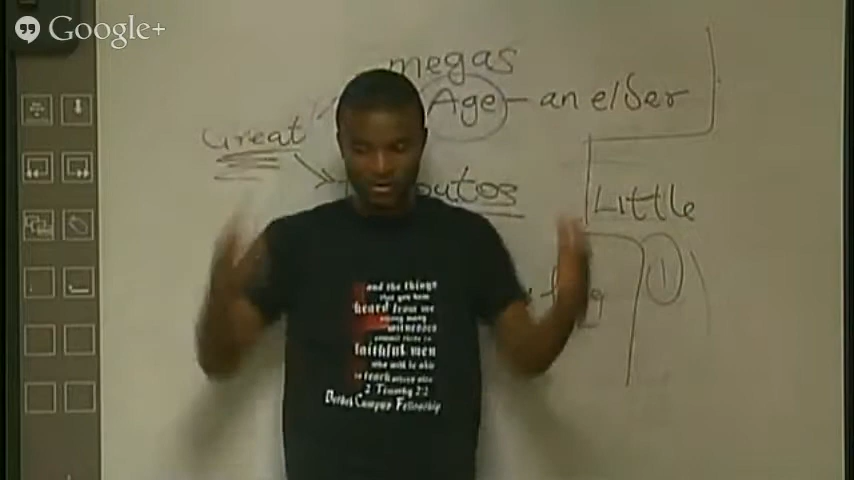 Google+
megas
Age - an elder
Great
outos
Little
1
and the things
that you have
heard from me
among many
witnesses
commit these to
faithful men
who will be able
to teach others also
2 Timothy 2:2
Bethel Campus Fellowship